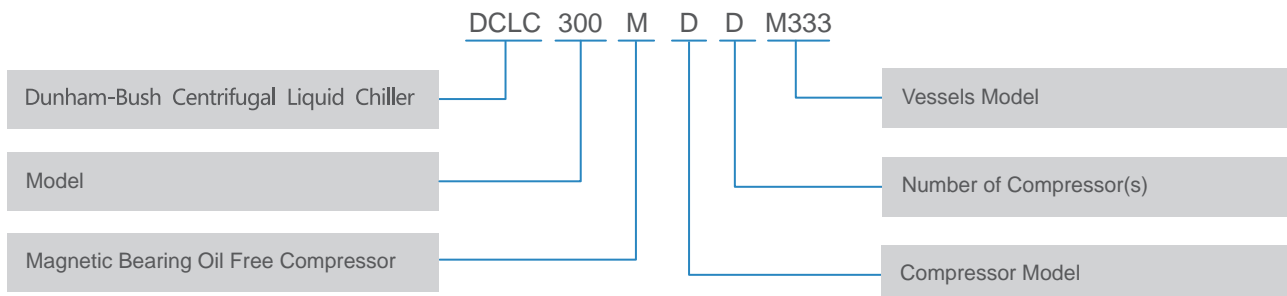 DCLC 300 M D D M333
Dunham-Bush Centrifugal Liquid Chiller
Vessels Model
Model
Number of Compressor(s)
Magnetic Bearing Oil Free Compressor
Compressor Model